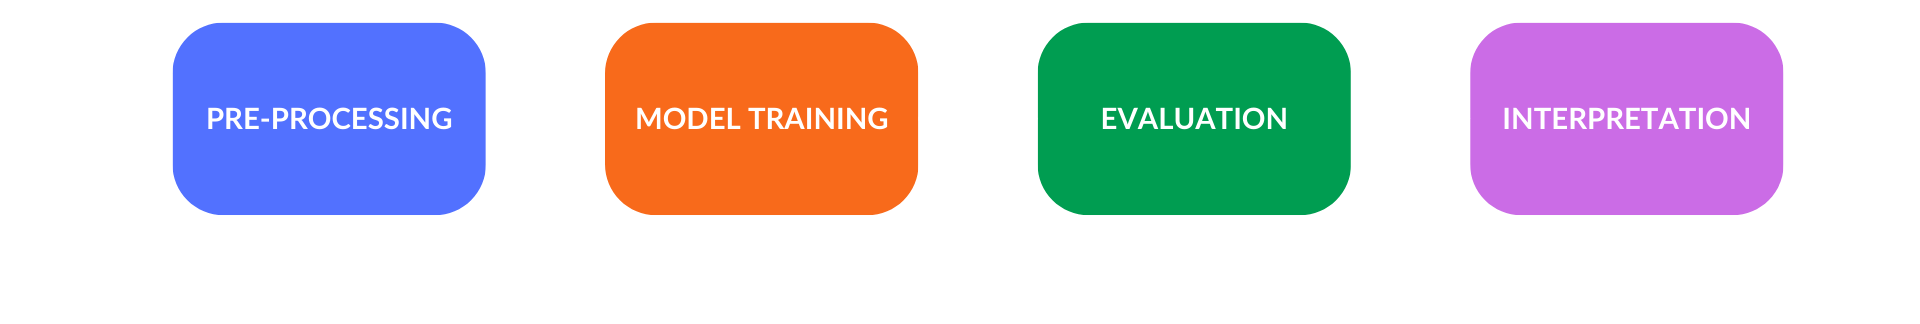 PRE-PROCESSING
MODEL TRAINING
EVALUATION
INTERPRETATION